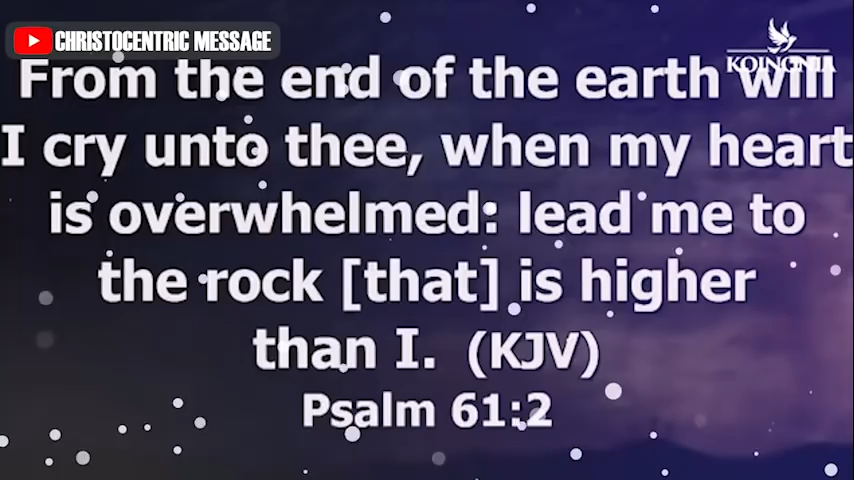 CHRISTOCENTRIC MESSAGE
KOINONIA
From the end of the earth will
I cry unto thee, when my heart
is overwhelmed: lead me to
the rock [that] is higher
than I. (KJV)
Psalm 61:2